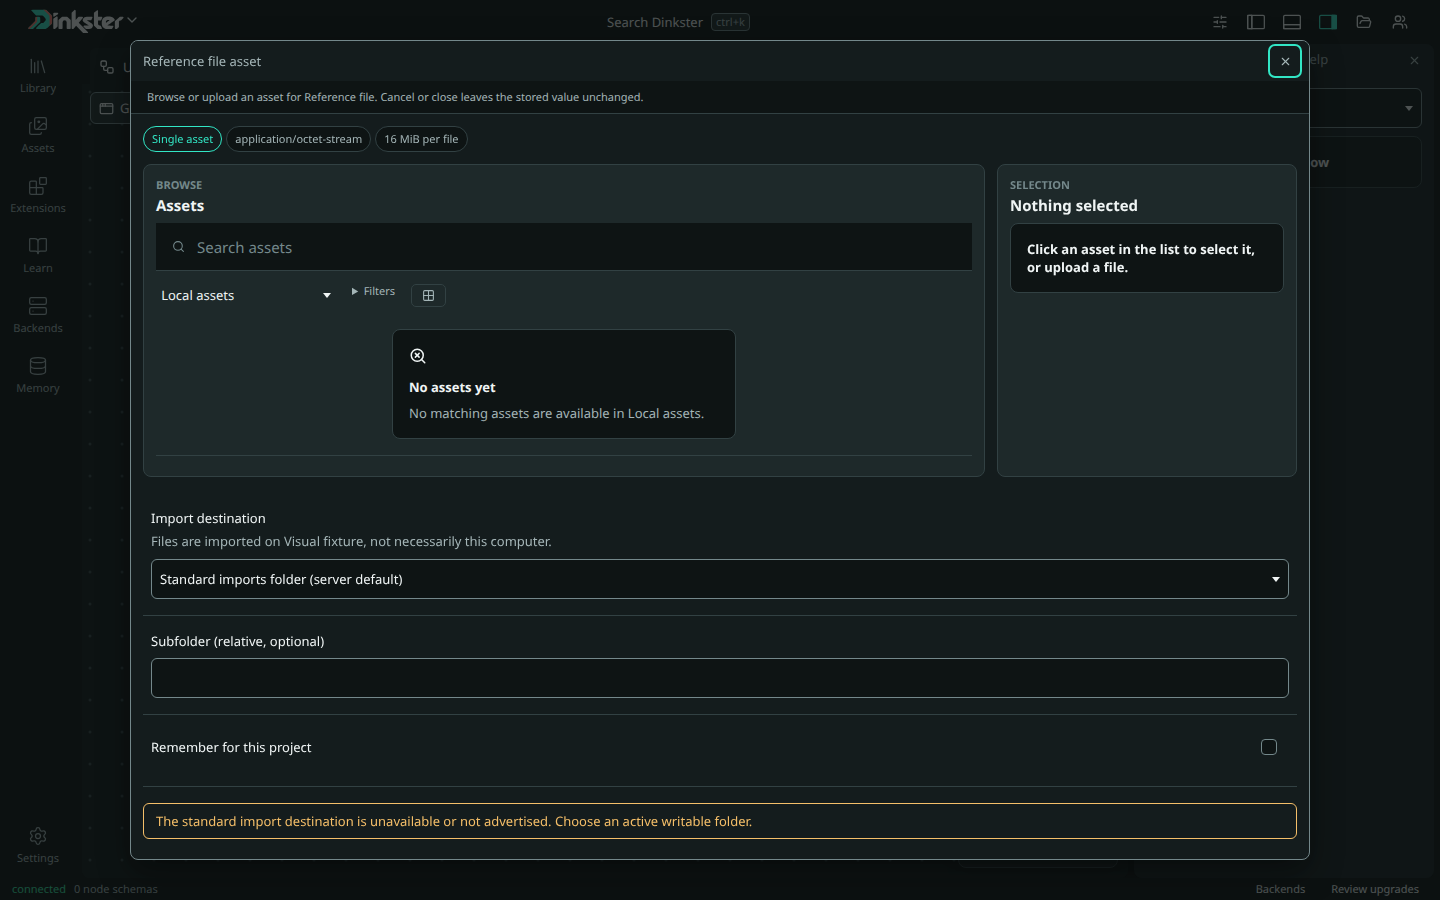 Dinkster
Search Dinkster ctrl+k
Library
Assets
Extensions
Learn
Backends
Memory
Settings
Reference file asset
elp
Browse or upload an asset for Reference file. Cancel or close leaves the stored value unchanged.
G
ow
Single asset
application/octet-stream
16 MiB per file
BROWSE
Assets
Search assets
Local assets
Filters
No assets yet
No matching assets are available in Local assets.
SELECTION
Nothing selected
Click an asset in the list to select it,
or upload a file.
Import destination
Files are imported on Visual fixture, not necessarily this computer.
Standard imports folder (server default)
Subfolder (relative, optional)
Remember for this project
The standard import destination is unavailable or not advertised. Choose an active writable folder.
connected 0 node schemas
Backends
Review upgrades